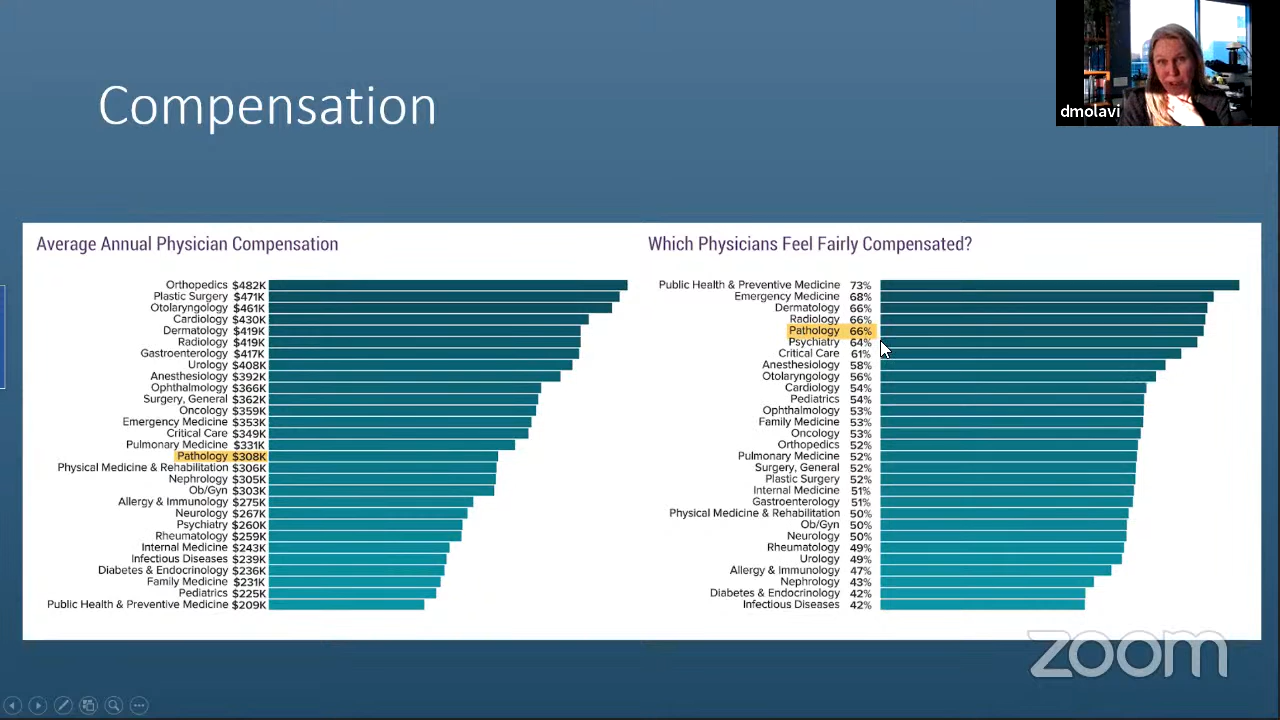 Compensation
dmolavi
Average Annual Physician Compensation
Orthopedics $482K
Plastic Surgery $471K
Otolaryngology $461K
Cardiology $430K
Dermatology $419K
Radiology $419K
Gastroenterology $417K
Urology $408K
Anesthesiology $392K
Ophthalmology $366K
Surgery, General $362K
Oncology $359K
Emergency Medicine $353K
Critical Care $349K
Pulmonary Medicine $331K
Pathology $308K
Physical Medicine & Rehabilitation $306K
Nephrology $305K
Ob/Gyn $303K
Allergy & Immunology $275K
Neurology $267K
Psychiatry $260K
Rheumatology $259K
Internal Medicine $243K
Infectious Diseases $239K
Diabetes & Endocrinology $236K
Family Medicine $231K
Pediatrics $225K
Public Health & Preventive Medicine $209K
Which Physicians Feel Fairly Compensated?
Public Health & Preventive Medicine 73%
Emergency Medicine 68%
Dermatology 66%
Radiology 66%
Pathology 66%
Psychiatry 64%
Critical Care 61%
Anesthesiology 58%
Otolaryngology 56%
Cardiology 54%
Pediatrics 54%
Ophthalmology 53%
Family Medicine 53%
Oncology 53%
Orthopedics 52%
Pulmonary Medicine 52%
Surgery, General 52%
Plastic Surgery 52%
Internal Medicine 51%
Gastroenterology 51%
Physical Medicine & Rehabilitation 50%
Ob/Gyn 50%
Neurology 50%
Rheumatology 49%
Urology 49%
Allergy & Immunology 47%
Nephrology 43%
Diabetes & Endocrinology 42%
Infectious Diseases 42%
zoom